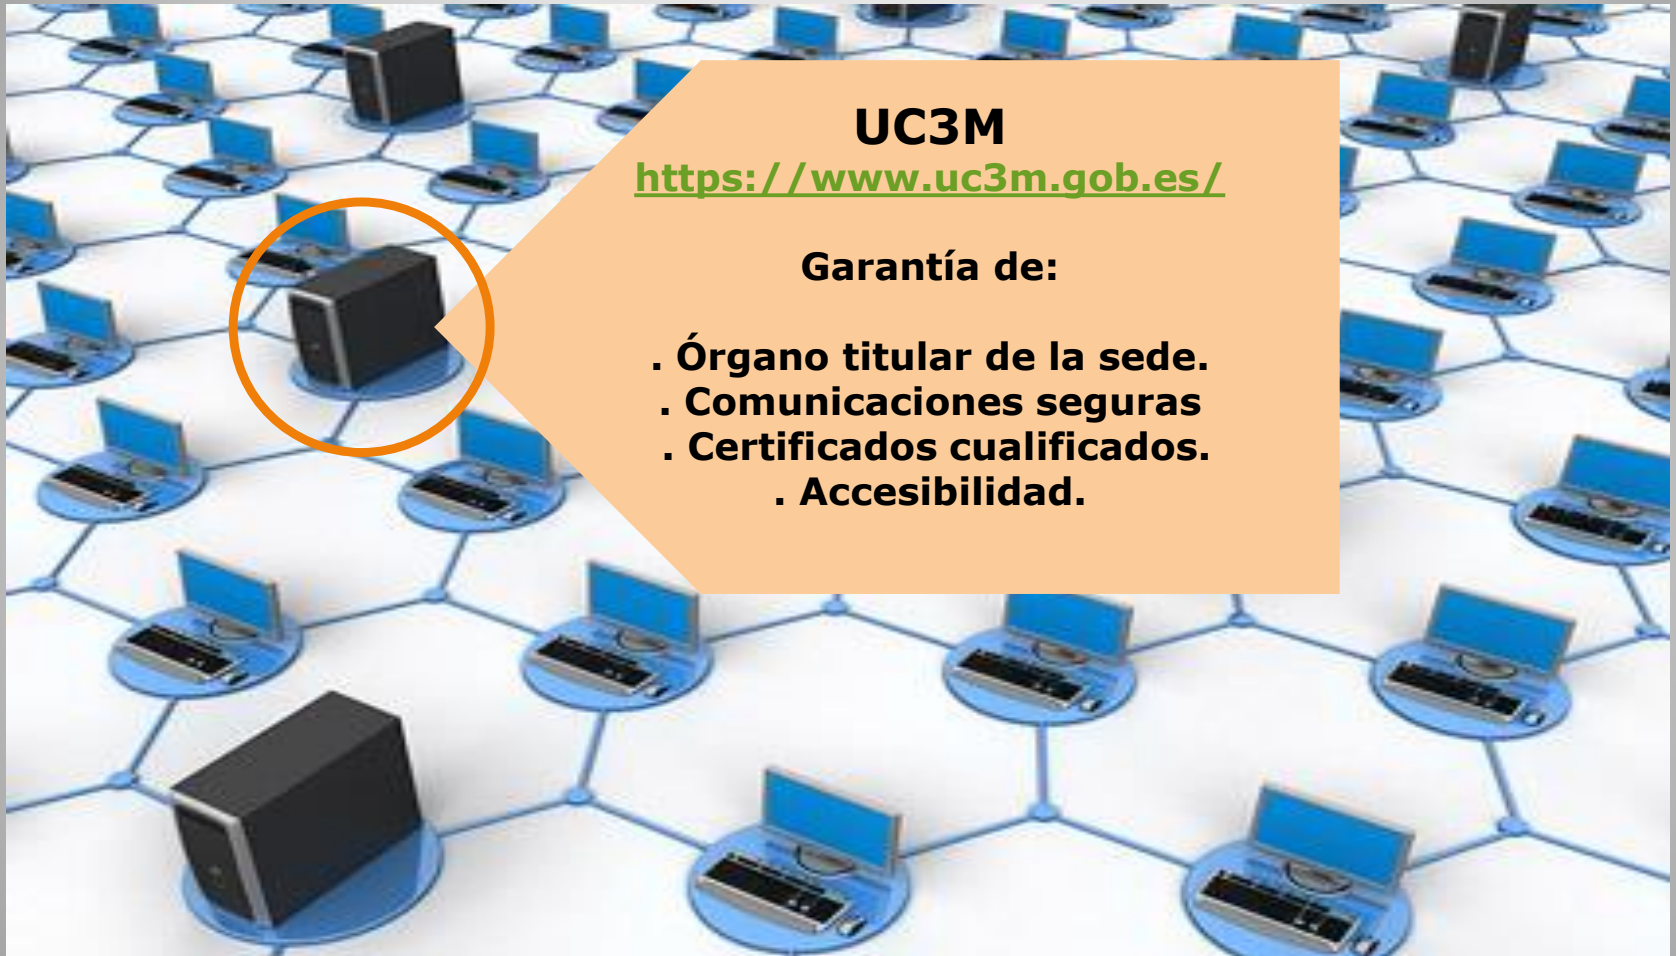 UC3M
https://www.uc3m.gob.es/
Garantía de:
. Órgano titular de la sede.
. Comunicaciones seguras
. Certificados cualificados.
. Accesibilidad.